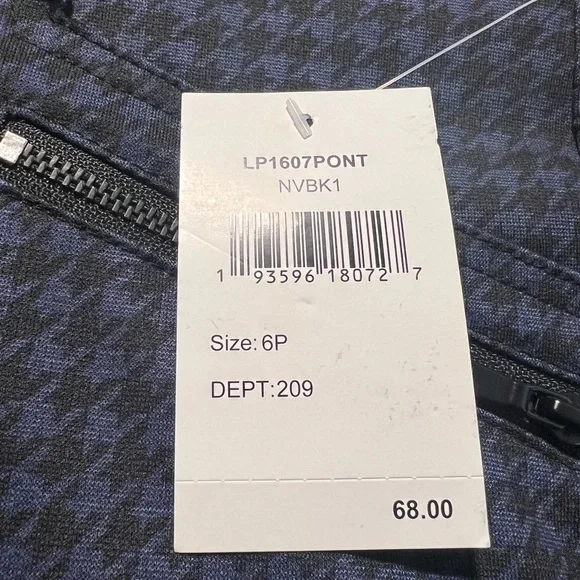 LP1607PONT
NVBK1
1 93596 18072 7
Size: 6P
DEPT:209
68.00